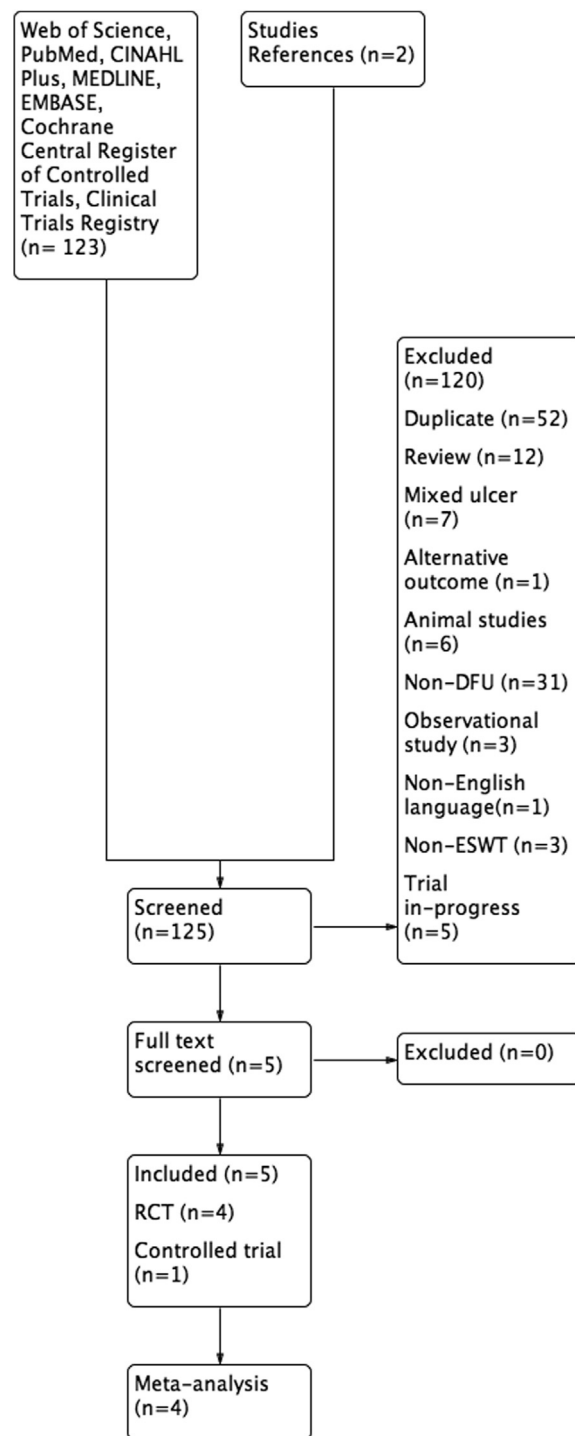 Web of Science,
PubMed, CINAHL
Plus, MEDLINE,
EMBASE,
Cochrane
Central Register
of Controlled
Trials, Clinical
Trials Registry
(n= 123)
Studies
References (n=2)
Excluded
(n=120)
Duplicate (n=52)
Review (n=12)
Mixed ulcer
(n=7)
Alternative
outcome (n=1)
Animal studies
(n=6)
Non-DFU (n=31)
Observational
study (n=3)
Non-English
language(n=1)
Non-ESWT (n=3)
Trial
in-progress
(n=5)
Screened
(n=125)
Full text
screened (n=5)
Excluded (n=0)
Included (n=5)
RCT (n=4)
Controlled trial
(n=1)
Meta-analysis
(n=4)